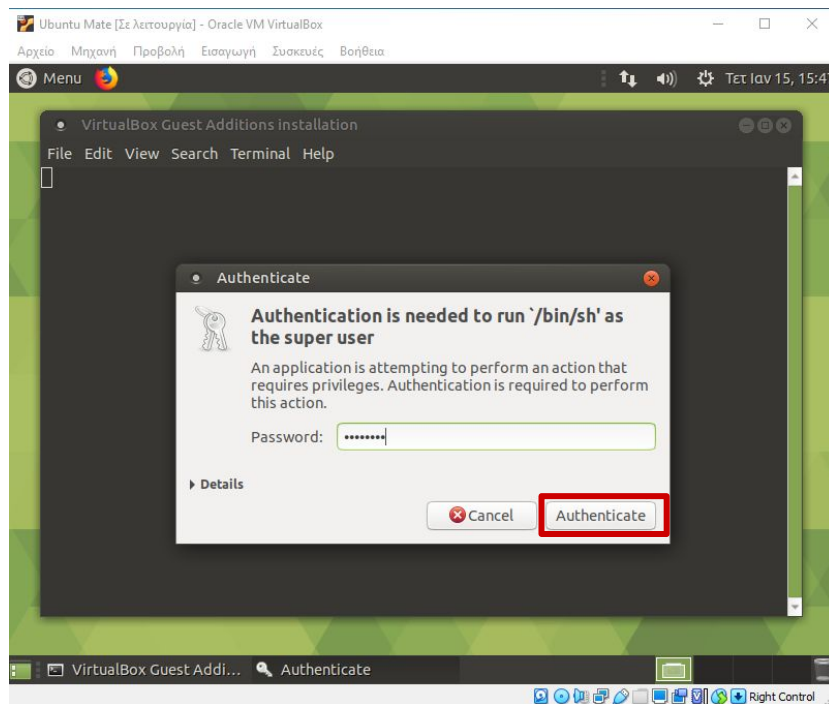 Ubuntu Mate [Σε λειτουργία] - Oracle VM VirtualBox
Αρχείο Μηχανή Προβολή Εισαγωγή Συσκευές Βοήθεια
Menu Τετ Ιαν 15, 15:47
VirtualBox Guest Additions installation
File Edit View Search Terminal Help
Authenticate
Authentication is needed to run `/bin/sh' as
the super user
An application is attempting to perform an action that
requires privileges. Authentication is required to perform
this action.
Password: ••••••••
Details
Cancel Authenticate
VirtualBox Guest Addi... Authenticate
Right Control